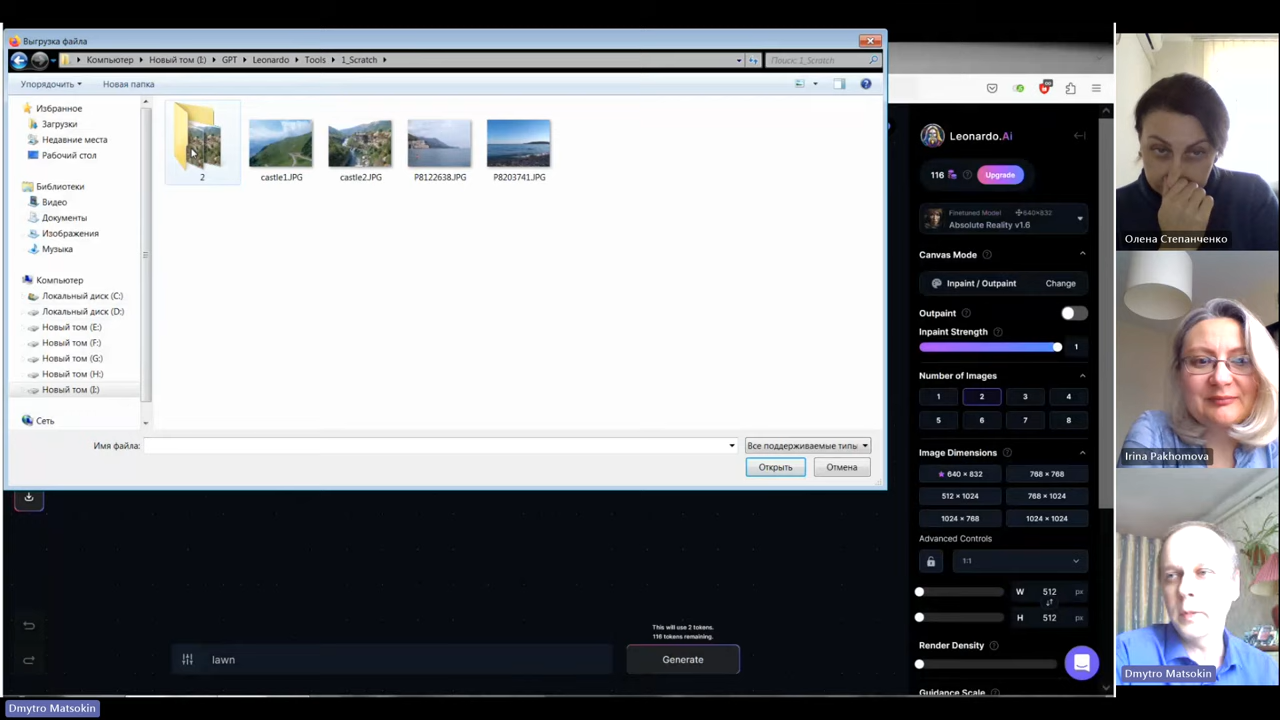 Выгрузка файла
Компьютер ▸ Новый том (I:) ▸ GPT ▸ Leonardo ▸ Tools ▸ 1_Scratch ▸
Поиск: 1_Scratch
Упорядочить
Новая папка
Избранное
Загрузки
Недавние места
Рабочий стол
Библиотеки
Видео
Документы
Изображения
Музыка
Компьютер
Локальный диск (C:)
Локальный диск (D:)
Новый том (E:)
Новый том (F:)
Новый том (G:)
Новый том (H:)
Новый том (I:)
Сеть
2
castle1.JPG
castle2.JPG
P8122638.JPG
P8203741.JPG
Имя файла:
Все поддерживаемые типы
Открыть
Отмена
Leonardo.Ai
116
Upgrade
Finetuned Model
640×832
Absolute Reality v1.6
Canvas Mode
Inpaint / Outpaint
Change
Outpaint
Inpaint Strength
1
Number of Images
1 2 3 4
5 6 7 8
Image Dimensions
640 × 832
768 × 768
512 × 1024
768 × 1024
1024 × 768
1024 × 1024
Advanced Controls
1:1
W 512 px
H 512 px
Render Density
Guidance Scale
This will use 2 tokens.
116 tokens remaining.
lawn
Generate
Олена Степанченко
Irina Pakhomova
Dmytro Matsokin
Dmytro Matsokin